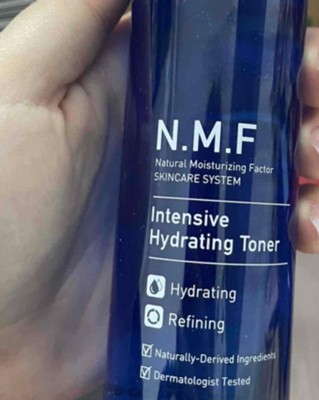 N.M.F
Natural Moisturizing Factor
SKINCARE SYSTEM
Intensive
Hydrating Toner
Hydrating
Refining
Naturally-Derived Ingredients
Dermatologist Tested